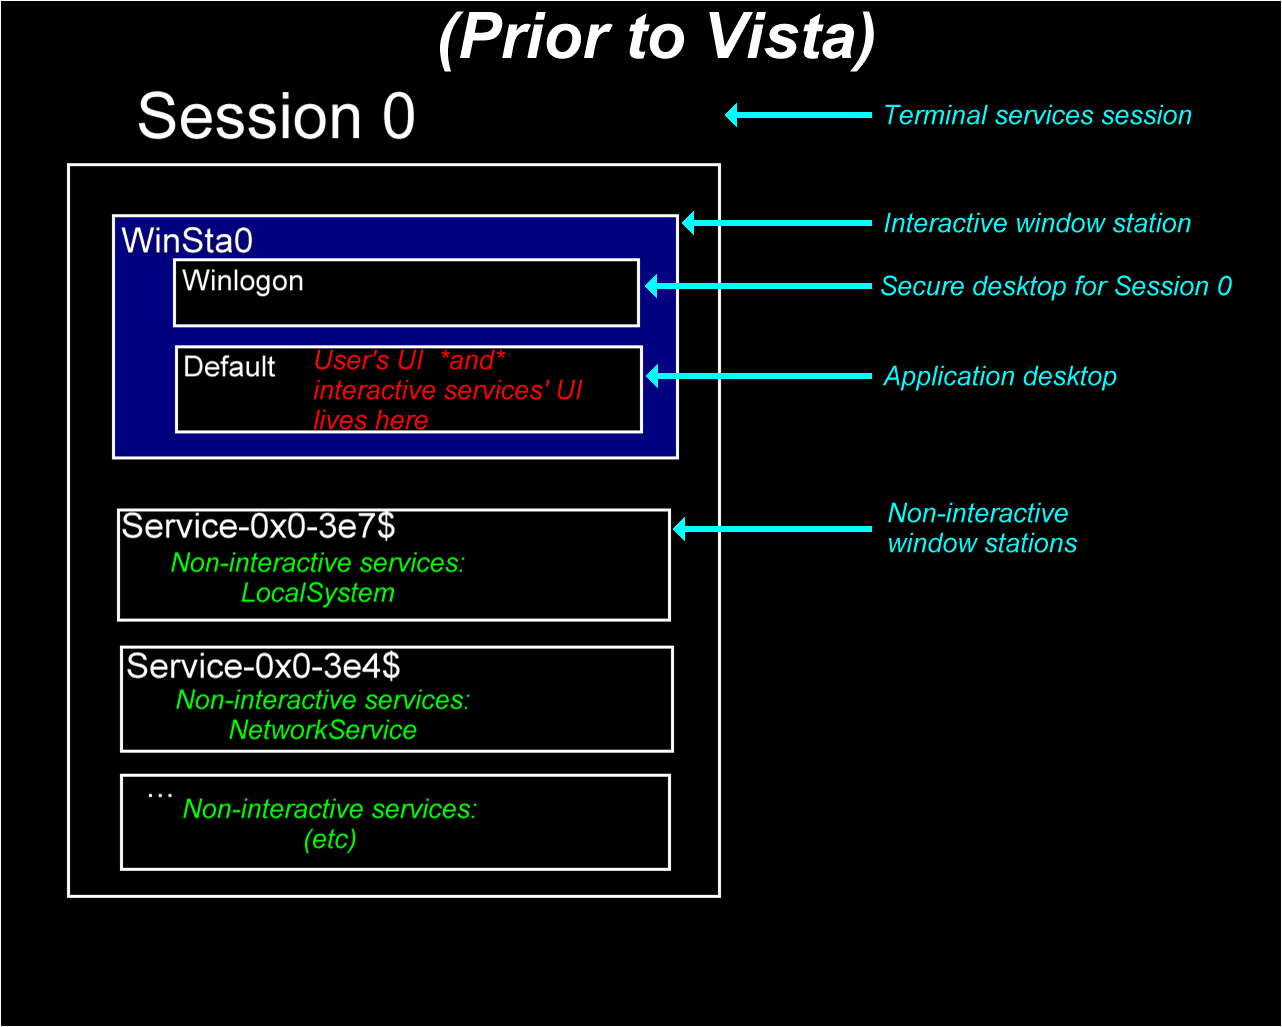 (Prior to Vista)
Session 0
Terminal services session
WinSta0
Interactive window station
Winlogon
Secure desktop for Session 0
Default
User's UI *and*
interactive services' UI
lives here
Application desktop
Service-0x0-3e7$
Non-interactive services:
LocalSystem
Non-interactive
window stations
Service-0x0-3e4$
Non-interactive services:
NetworkService
...
Non-interactive services:
(etc)